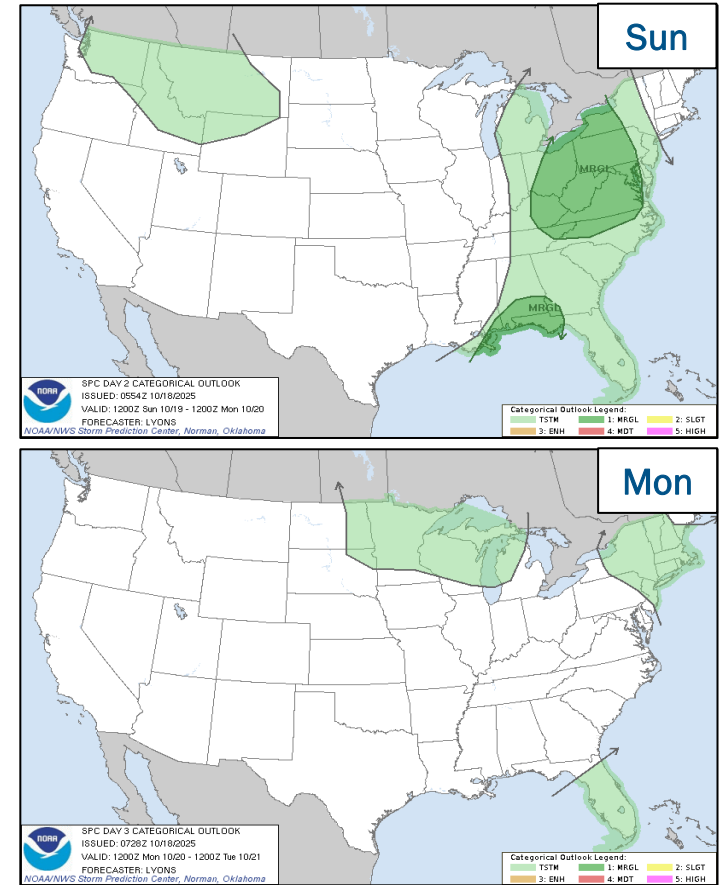 Sun
MRGL
MRGL
NOAA
SPC DAY 2 CATEGORICAL OUTLOOK
ISSUED: 0554Z 10/18/2025
VALID: 1200Z Sun 10/19 - 1200Z Mon 10/20
FORECASTER: LYONS
NOAA/NWS Storm Prediction Center, Norman, Oklahoma
Categorical Outlook Legend:
TSTM 1: MRGL 2: SLGT
3: ENH 4: MDT 5: HIGH
Mon
NOAA
SPC DAY 3 CATEGORICAL OUTLOOK
ISSUED: 0728Z 10/18/2025
VALID: 1200Z Mon 10/20 - 1200Z Tue 10/21
FORECASTER: LYONS
NOAA/NWS Storm Prediction Center, Norman, Oklahoma
Categorical Outlook Legend:
TSTM 1: MRGL 2: SLGT
3: ENH 4: MDT 5: HIGH